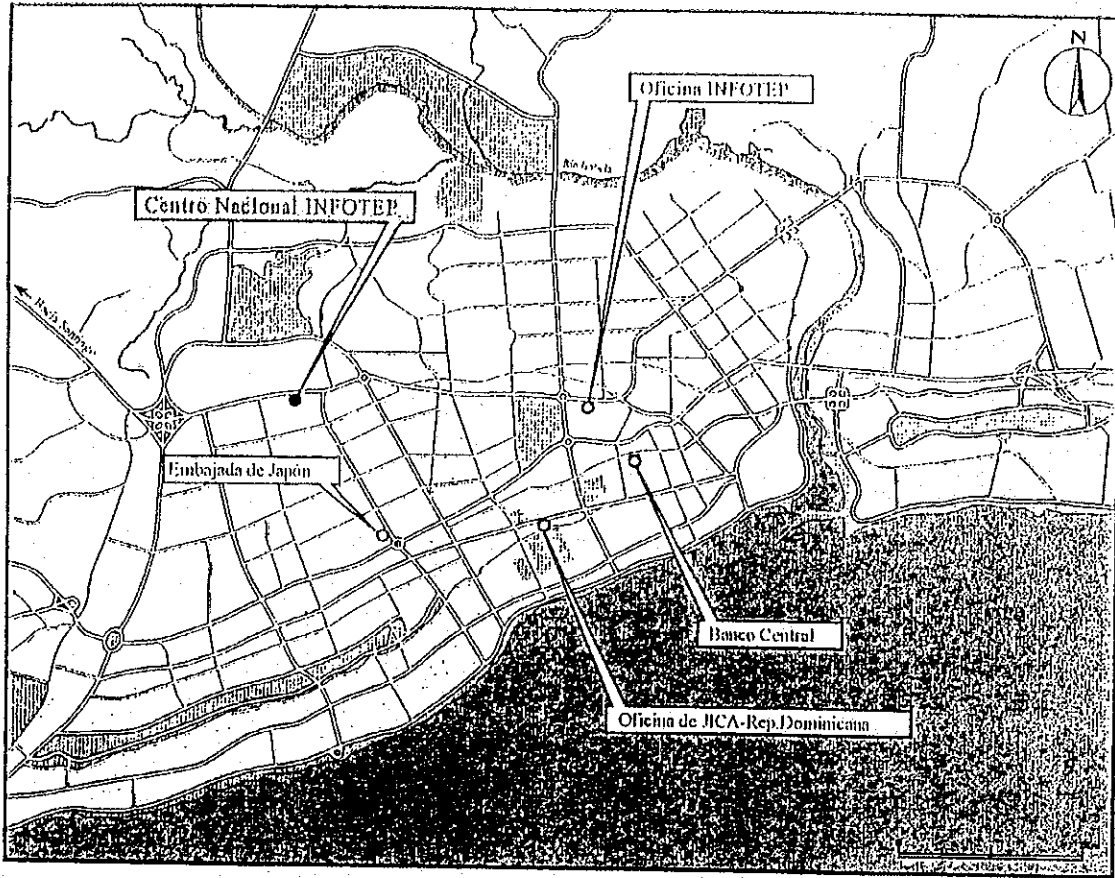 N
Oficina INFOTEP
Centro Nacional INFOTEP
Embajada de Japón
Banco Central
Oficina de JICA-Rep.Dominicana